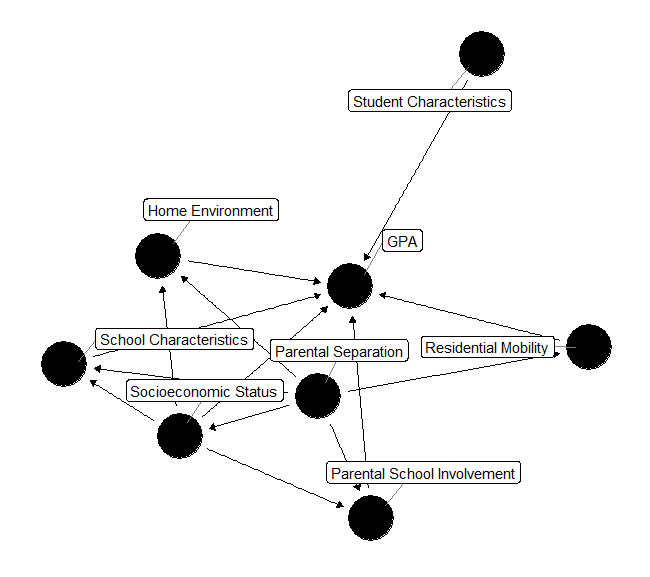 Student Characteristics
Home Environment
GPA
School Characteristics
Parental Separation
Residential Mobility
Socioeconomic Status
Parental School Involvement